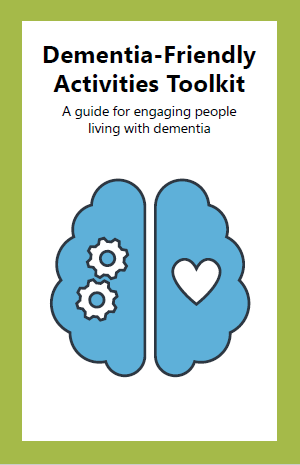 Dementia-Friendly
Activities Toolkit
A guide for engaging people
living with dementia